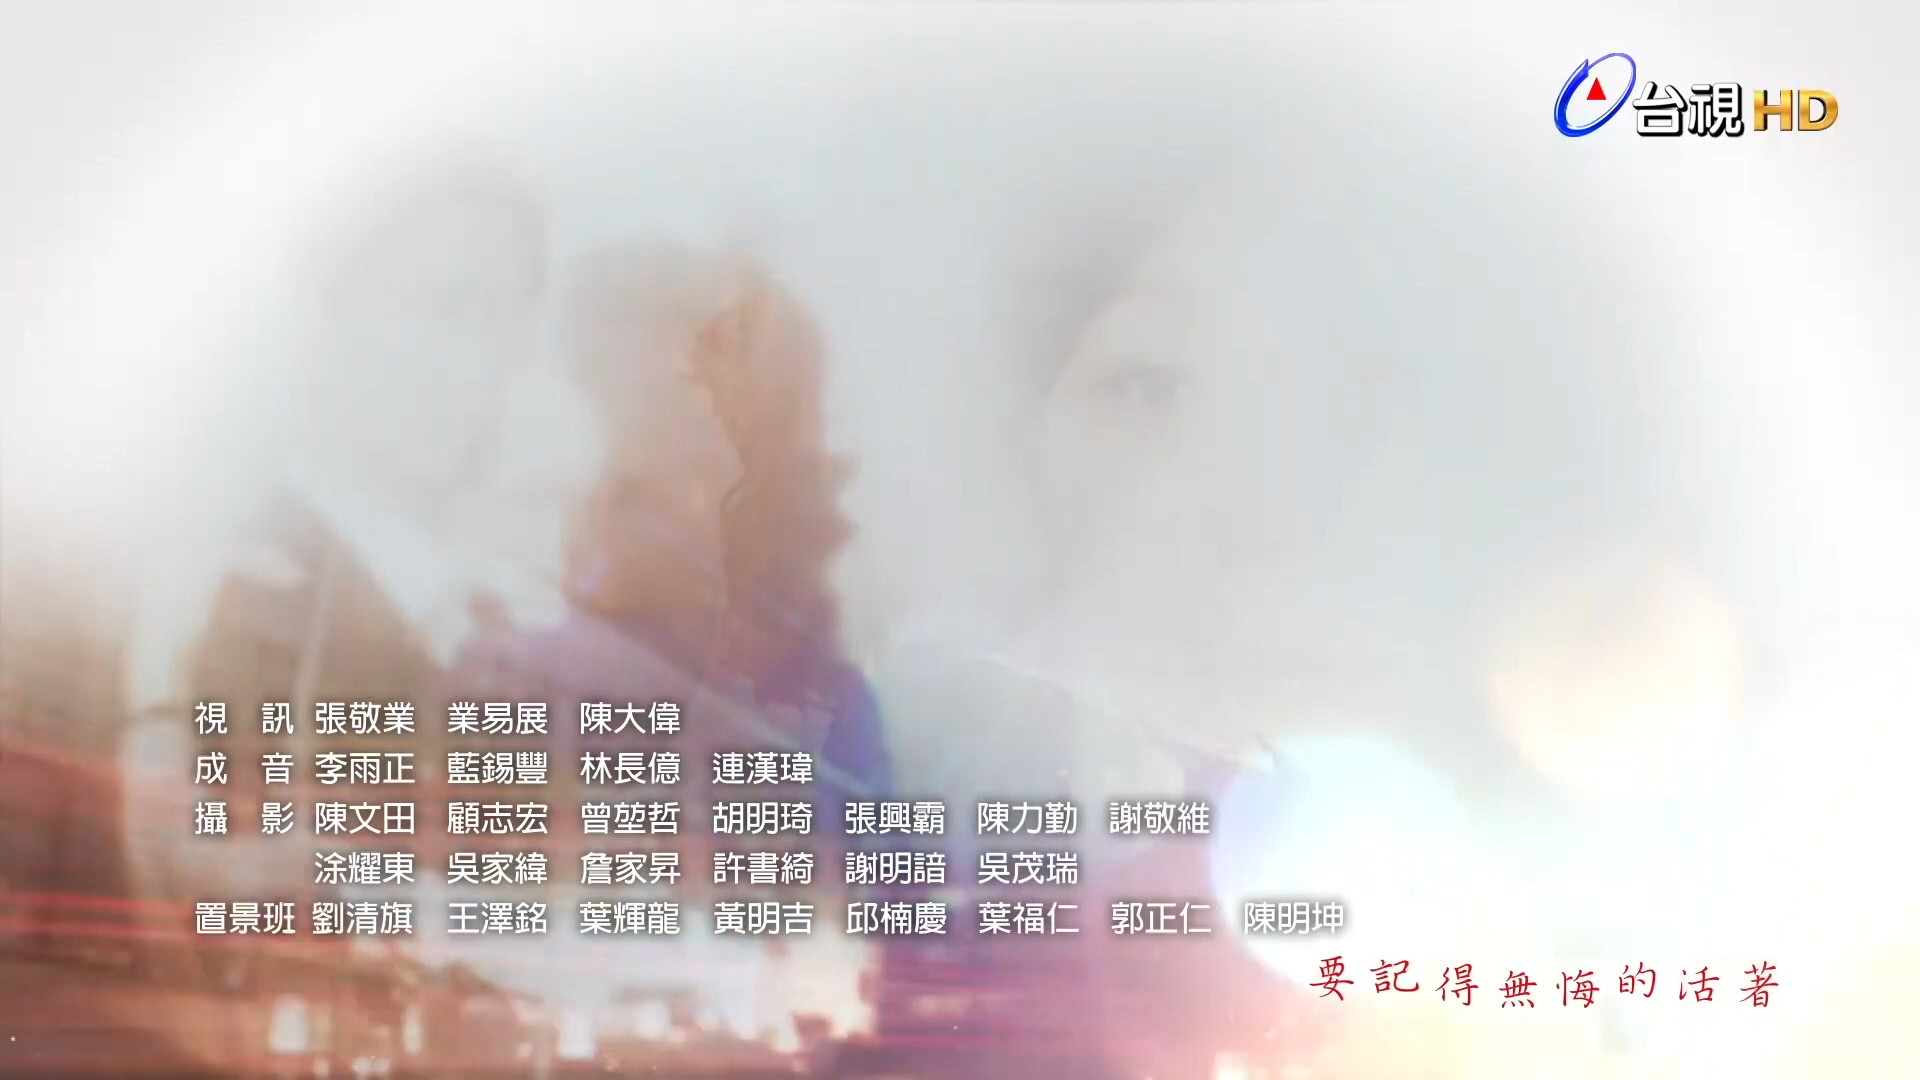 台視HD
視　訊 張敬業　業易展　陳大偉
成　音 李雨正　藍錫豐　林長億　連漢瑋
攝　影 陳文田　顧志宏　曾堃哲　胡明琦　張興霸　陳力勤　謝敬維
涂耀東　吳家緯　詹家昇　許書綺　謝明諳　吳茂瑞
置景班 劉清旗　王澤銘　葉輝龍　黃明吉　邱楠慶　葉福仁　郭正仁　陳明坤
要記得無悔的活著